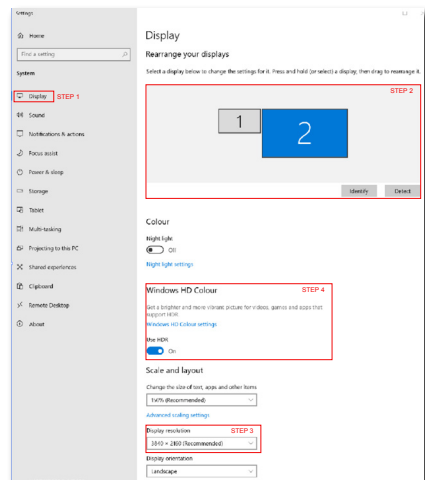 Settings
Home
Find a setting
System
Display STEP 1
Sound
Notifications & actions
Focus assist
Power & sleep
Storage
Tablet
Multi-tasking
Projecting to this PC
Shared experiences
Clipboard
Remote Desktop
About
Display
Rearrange your displays
Select a display below to change the settings for it. Press and hold (or select) a display, then drag to rearrange it.
STEP 2
1
2
Identify Detect
Colour
Night light
Off
Night light settings
Windows HD Colour STEP 4
Get a brighter and more vibrant picture for videos, games and apps that
support HDR.
Windows HD Colour settings
Use HDR
On
Scale and layout
Change the size of text, apps and other items
(Recommended)
Advanced scaling settings
Display resolution STEP 3
3840 × 2160 (Recommended)
Display orientation
Landscape